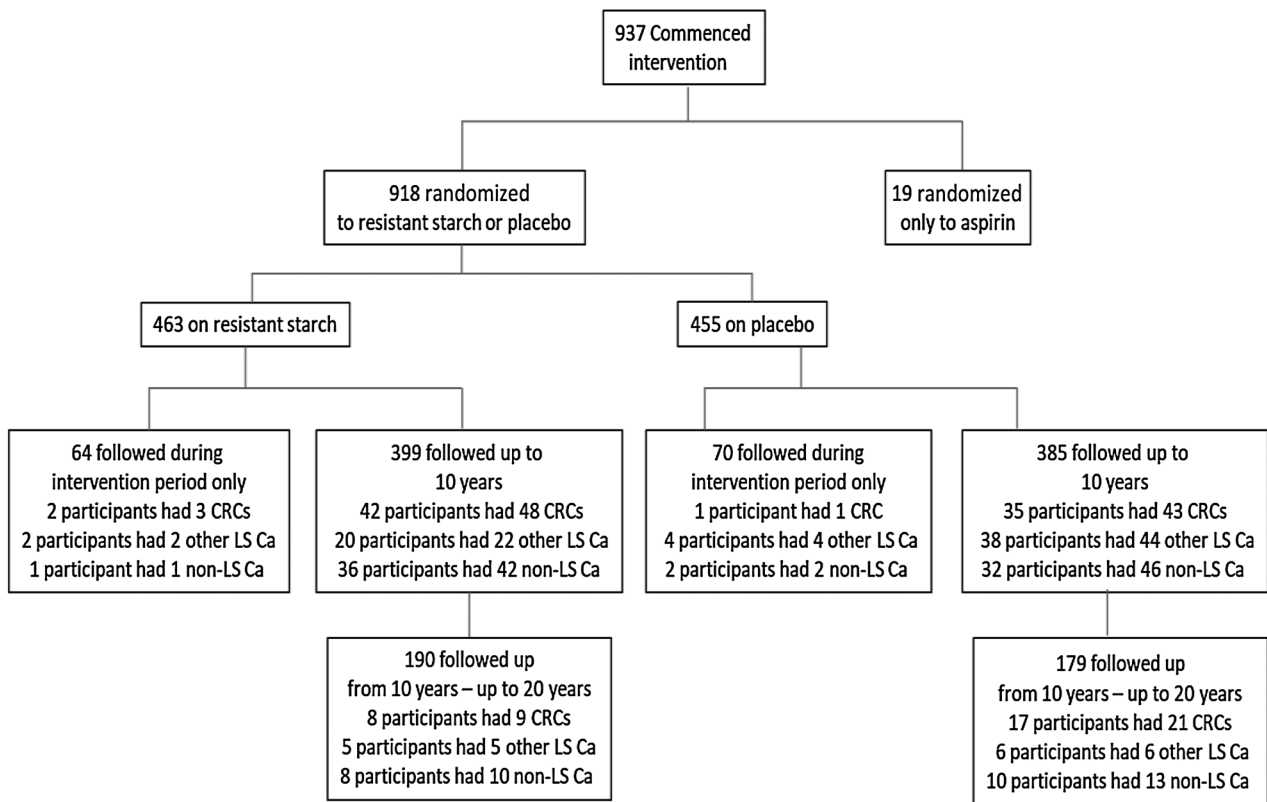 937 Commenced
intervention
918 randomized
to resistant starch or placebo
19 randomized
only to aspirin
463 on resistant starch
455 on placebo
64 followed during
intervention period only
2 participants had 3 CRCs
2 participants had 2 other LS Ca
1 participant had 1 non-LS Ca
399 followed up to
10 years
42 participants had 48 CRCs
20 participants had 22 other LS Ca
36 participants had 42 non-LS Ca
70 followed during
intervention period only
1 participant had 1 CRC
4 participants had 4 other LS Ca
2 participants had 2 non-LS Ca
385 followed up to
10 years
35 participants had 43 CRCs
38 participants had 44 other LS Ca
32 participants had 46 non-LS Ca
190 followed up
from 10 years – up to 20 years
8 participants had 9 CRCs
5 participants had 5 other LS Ca
8 participants had 10 non-LS Ca
179 followed up
from 10 years – up to 20 years
17 participants had 21 CRCs
6 participants had 6 other LS Ca
10 participants had 13 non-LS Ca